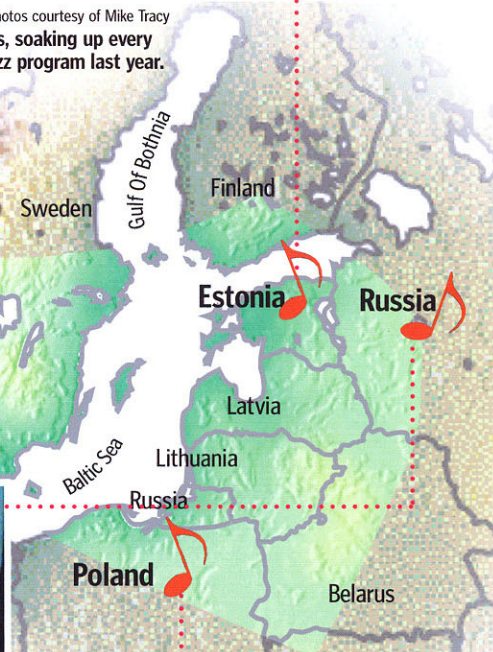 hotos courtesy of Mike Tracy
s, soaking up every
zz program last year.
Gulf Of Bothnia
Finland
Sweden
Estonia
Russia
Latvia
Baltic Sea
Lithuania
Russia
Poland
Belarus